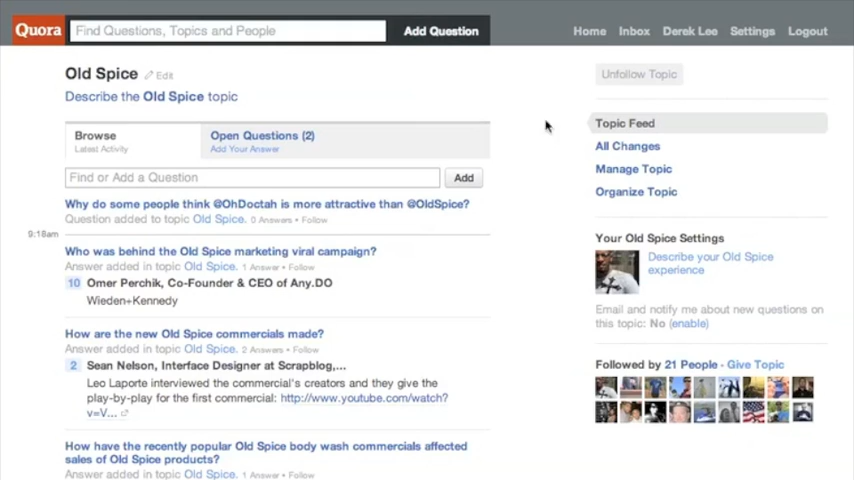 Quora Find Questions, Topics and People Add Question Home Inbox Derek Lee Settings Logout
Old Spice Edit
Describe the Old Spice topic
Browse
Latest Activity
Open Questions (2)
Add Your Answer
Find or Add a Question Add
Why do some people think @OhDoctah is more attractive than @OldSpice?
Question added to topic Old Spice. 0 Answers • Follow
9:18am
Who was behind the Old Spice marketing viral campaign?
Answer added in topic Old Spice. 1 Answer • Follow
10 Omer Perchik, Co-Founder & CEO of Any.DO
Wieden+Kennedy
How are the new Old Spice commercials made?
Answer added in topic Old Spice. 2 Answers • Follow
2 Sean Nelson, Interface Designer at Scrapblog,...
Leo Laporte interviewed the commercial's creators and they give the
play-by-play for the first commercial: http://www.youtube.com/watch?
v=V...
How have the recently popular Old Spice body wash commercials affected
sales of Old Spice products?
Answer added in topic Old Spice. 1 Answer • Follow
Unfollow Topic
Topic Feed
All Changes
Manage Topic
Organize Topic
Your Old Spice Settings
Describe your Old Spice
experience
Email and notify me about new questions on
this topic: No (enable)
Followed by 21 People • Give Topic